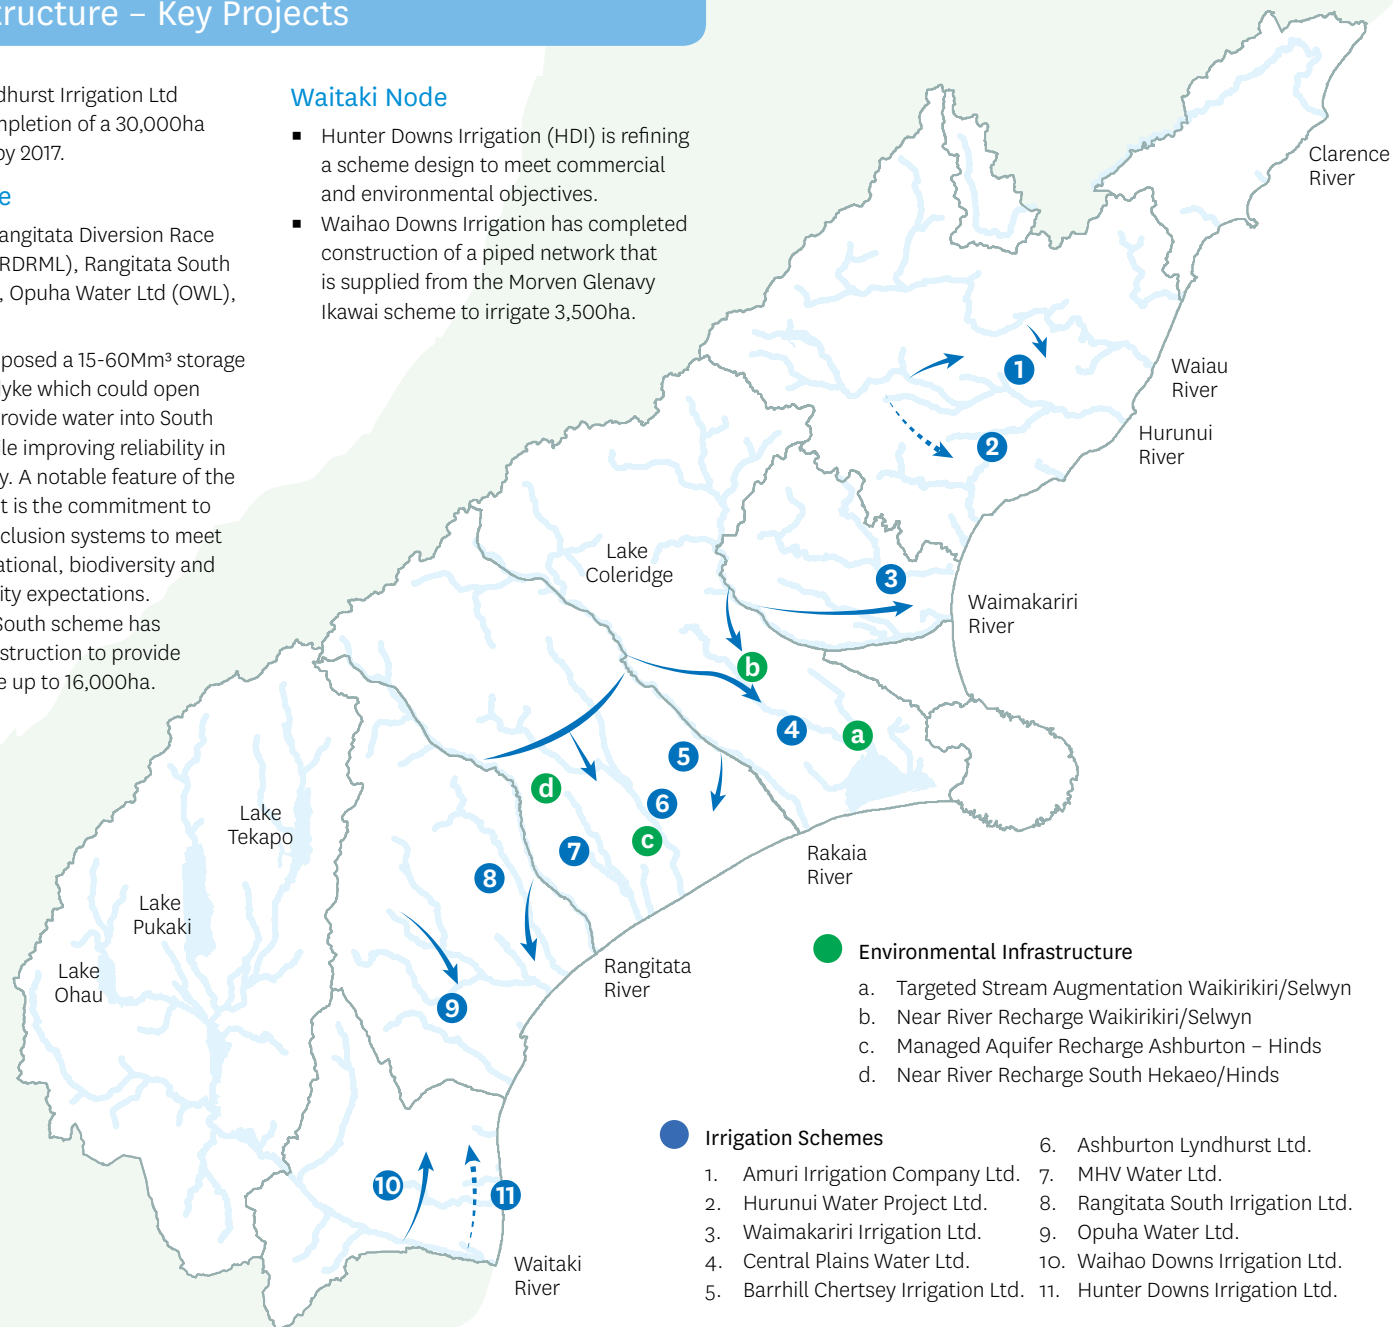 tructure – Key Projects
dhurst Irrigation Ltd
mpletion of a 30,000ha
by 2017.
e
angitata Diversion Race
RDRML), Rangitata South
, Opuha Water Ltd (OWL),
posed a 15-60Mm³ storage
dyke which could open
rovide water into South
le improving reliability in
y. A notable feature of the
t is the commitment to
clusion systems to meet
ational, biodiversity and
ity expectations.
South scheme has
struction to provide
e up to 16,000ha.
Waitaki Node
▪ Hunter Downs Irrigation (HDI) is refining
a scheme design to meet commercial
and environmental objectives.
▪ Waihao Downs Irrigation has completed
construction of a piped network that
is supplied from the Morven Glenavy
Ikawai scheme to irrigate 3,500ha.
Clarence
River
Waiau
River
Hurunui
River
1
2
Lake
Coleridge
3
Waimakariri
River
b
4
a
5
d
6
c
7
Rakaia
River
8
Lake
Tekapo
Lake
Pukaki
Lake
Ohau
9
Rangitata
River
10
11
Waitaki
River
Environmental Infrastructure
a. Targeted Stream Augmentation Waikirikiri/Selwyn
b. Near River Recharge Waikirikiri/Selwyn
c. Managed Aquifer Recharge Ashburton – Hinds
d. Near River Recharge South Hekaeo/Hinds
Irrigation Schemes
1. Amuri Irrigation Company Ltd.
2. Hurunui Water Project Ltd.
3. Waimakariri Irrigation Ltd.
4. Central Plains Water Ltd.
5. Barrhill Chertsey Irrigation Ltd.
6. Ashburton Lyndhurst Ltd.
7. MHV Water Ltd.
8. Rangitata South Irrigation Ltd.
9. Opuha Water Ltd.
10. Waihao Downs Irrigation Ltd.
11. Hunter Downs Irrigation Ltd.